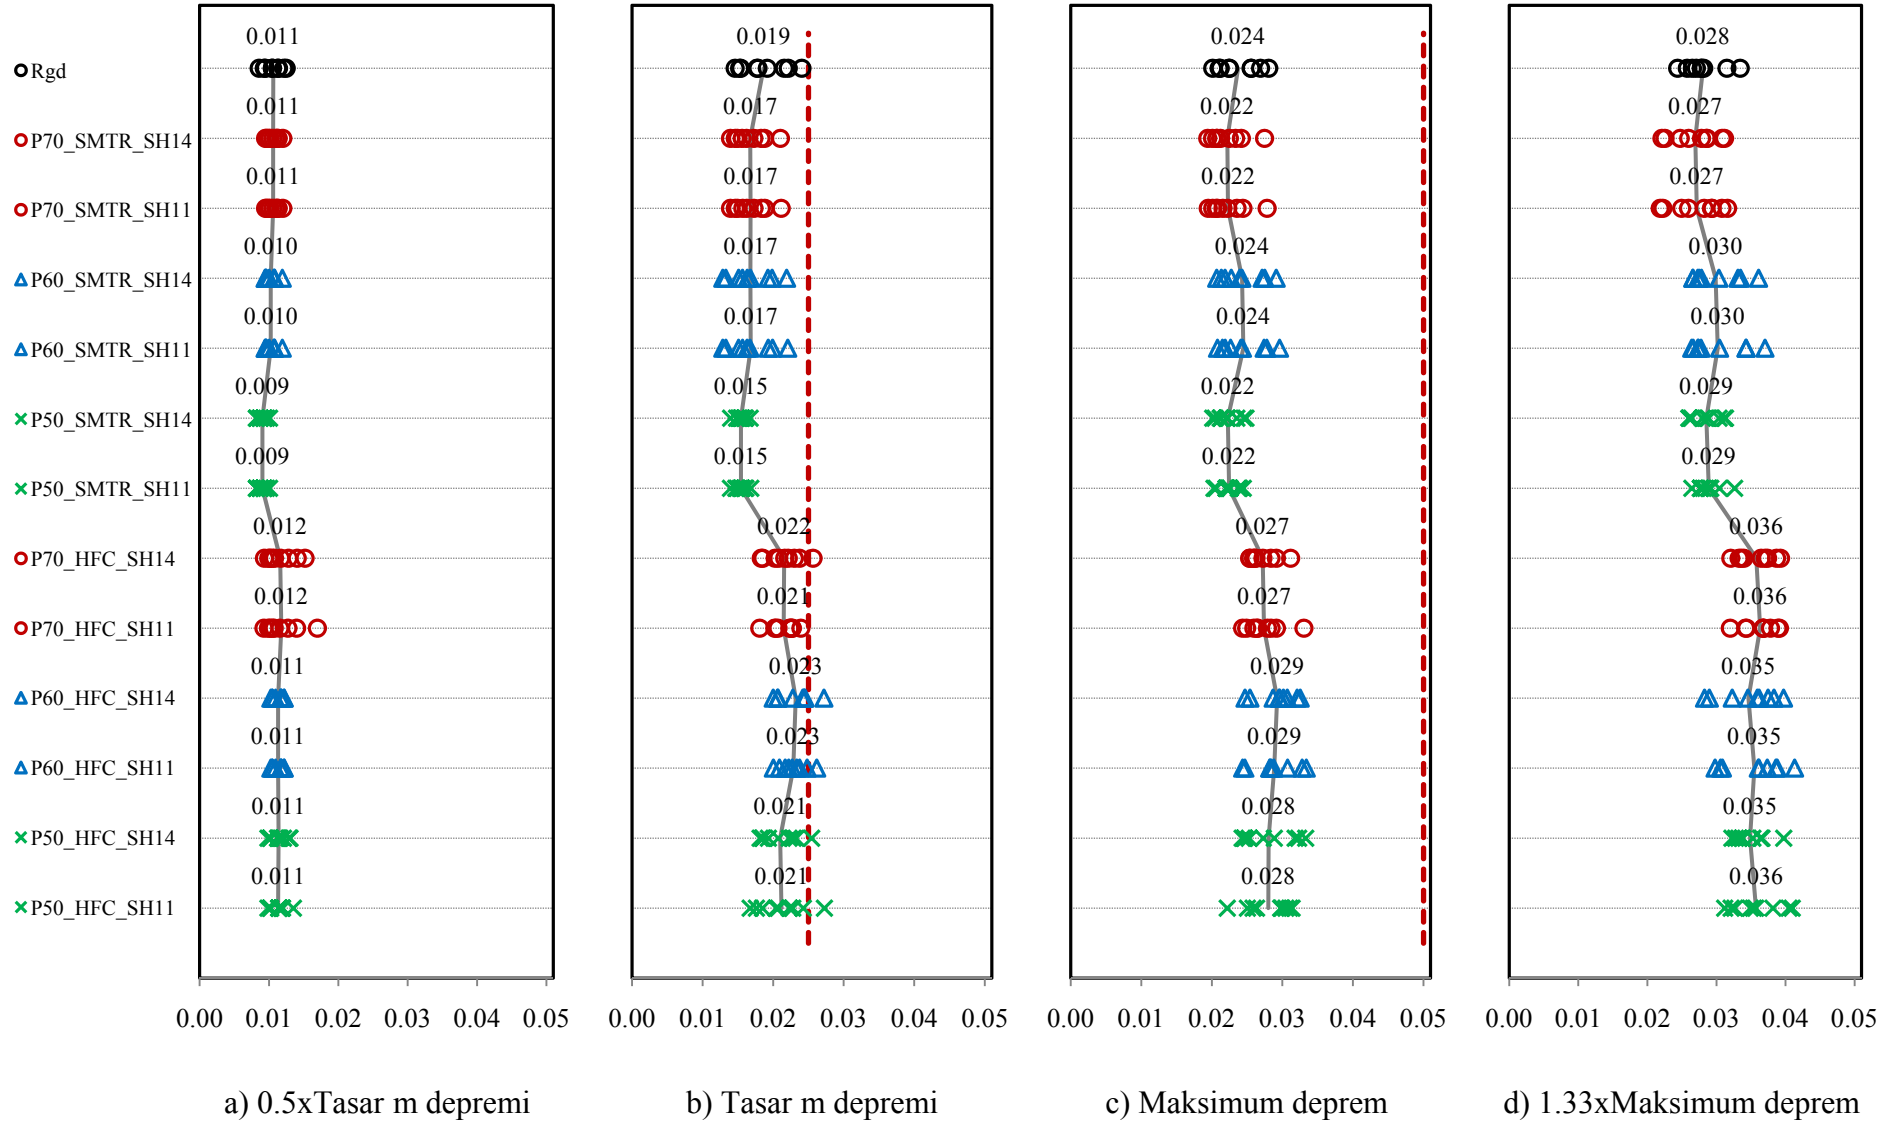 0.011 0.019 0.024 0.028
Rgd
0.011 0.017 0.022 0.027
P70_SMTR_SH14
0.011 0.017 0.022 0.027
P70_SMTR_SH11
0.010 0.017 0.024 0.030
P60_SMTR_SH14
0.010 0.017 0.024 0.030
P60_SMTR_SH11
0.009 0.015 0.022 0.029
P50_SMTR_SH14
0.009 0.015 0.022 0.029
P50_SMTR_SH11
0.012 0.022 0.027 0.036
P70_HFC_SH14
0.012 0.021 0.027 0.036
P70_HFC_SH11
0.011 0.023 0.029 0.035
P60_HFC_SH14
0.011 0.023 0.029 0.035
P60_HFC_SH11
0.011 0.021 0.028 0.035
P50_HFC_SH14
0.011 0.021 0.028 0.036
P50_HFC_SH11
0.00 0.01 0.02 0.03 0.04 0.05 0.00 0.01 0.02 0.03 0.04 0.05 0.00 0.01 0.02 0.03 0.04 0.05 0.00 0.01 0.02 0.03 0.04 0.05
a) 0.5xTasar m depremi b) Tasar m depremi c) Maksimum deprem d) 1.33xMaksimum deprem